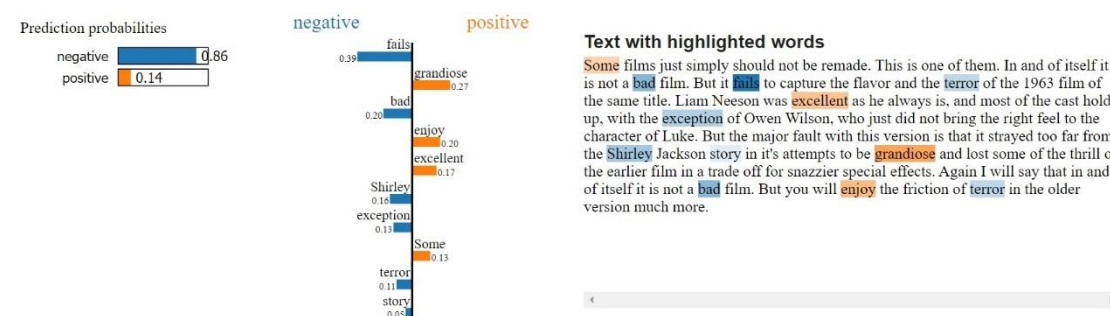 Prediction probabilities
negative 0.86
positive 0.14
negative positive
fails
0.39
grandiose
0.27
bad
0.20
enjoy
0.20
excellent
0.17
Shirley
0.16
exception
0.13
Some
0.13
terror
0.11
story
0.05
Text with highlighted words
Some films just simply should not be remade. This is one of them. In and of itself it
is not a bad film. But it fails to capture the flavor and the terror of the 1963 film of
the same title. Liam Neeson was excellent as he always is, and most of the cast hold
up, with the exception of Owen Wilson, who just did not bring the right feel to the
character of Luke. But the major fault with this version is that it strayed too far from
the Shirley Jackson story in it's attempts to be grandiose and lost some of the thrill o
the earlier film in a trade off for snazzier special effects. Again I will say that in and
of itself it is not a bad film. But you will enjoy the friction of terror in the older
version much more.